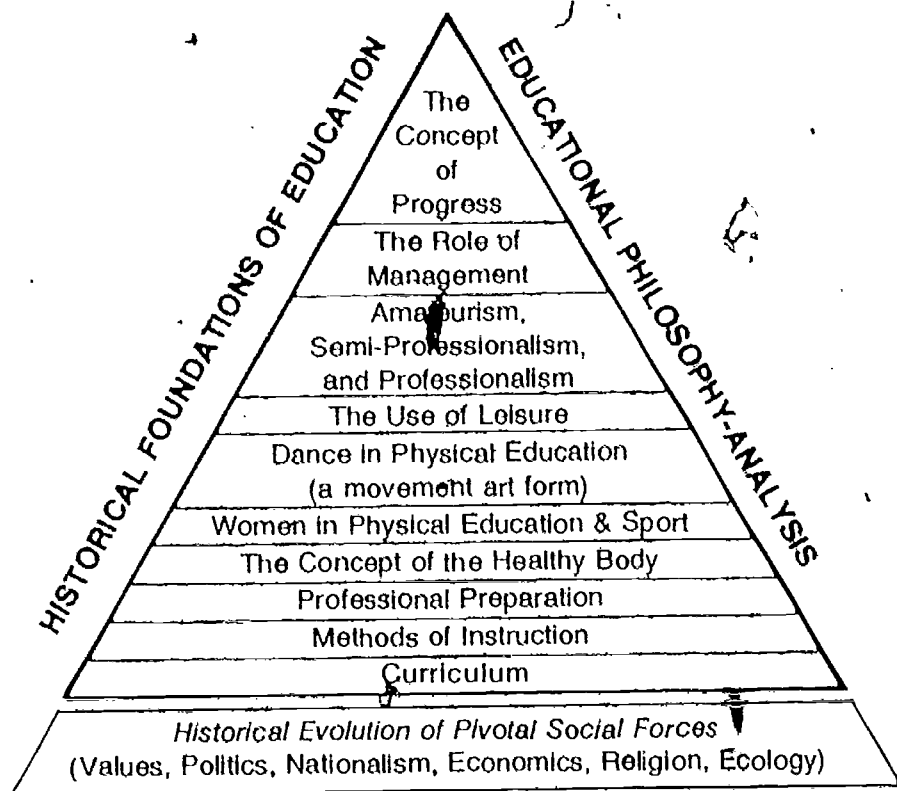 HISTORICAL FOUNDATIONS OF EDUCATION
EDUCATIONAL PHILOSOPHY-ANALYSIS
The
Concept
of
Progress
The Role of
Management
Amateurism,
Semi-Professionalism,
and Professionalism
The Use of Leisure
Dance in Physical Education
(a movement art form)
Women in Physical Education & Sport
The Concept of the Healthy Body
Professional Preparation
Methods of Instruction
Curriculum
Historical Evolution of Pivotal Social Forces
(Values, Politics, Nationalism, Economics, Religion, Ecology)